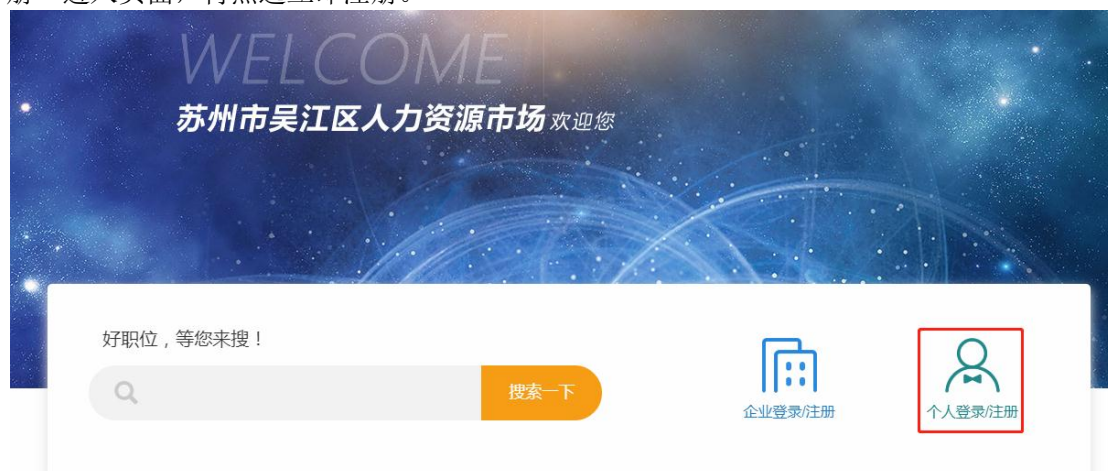 WELCOME
苏州市吴江区人力资源市场 欢迎您
好职位，等您来搜！
搜索一下
企业登录/注册
个人登录/注册